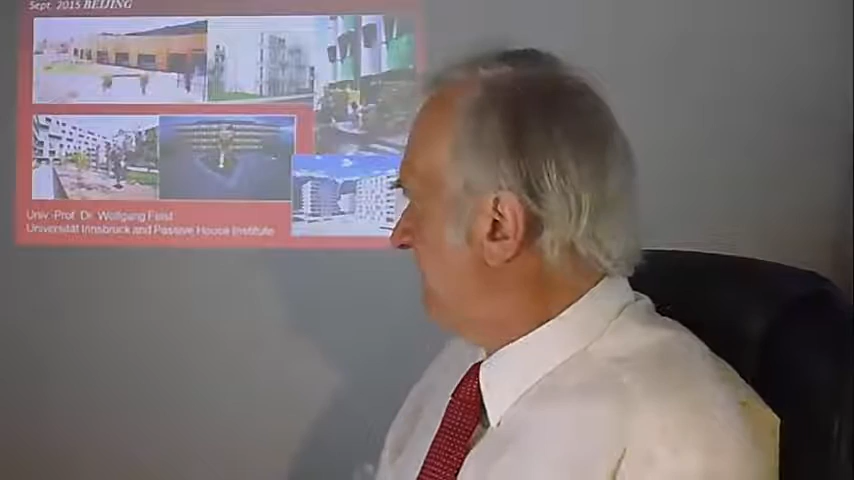 Sept. 2015 BEIJING
Univ.-Prof. Dr. Wolfgang Feist
Universität Innsbruck and Passive House Institute